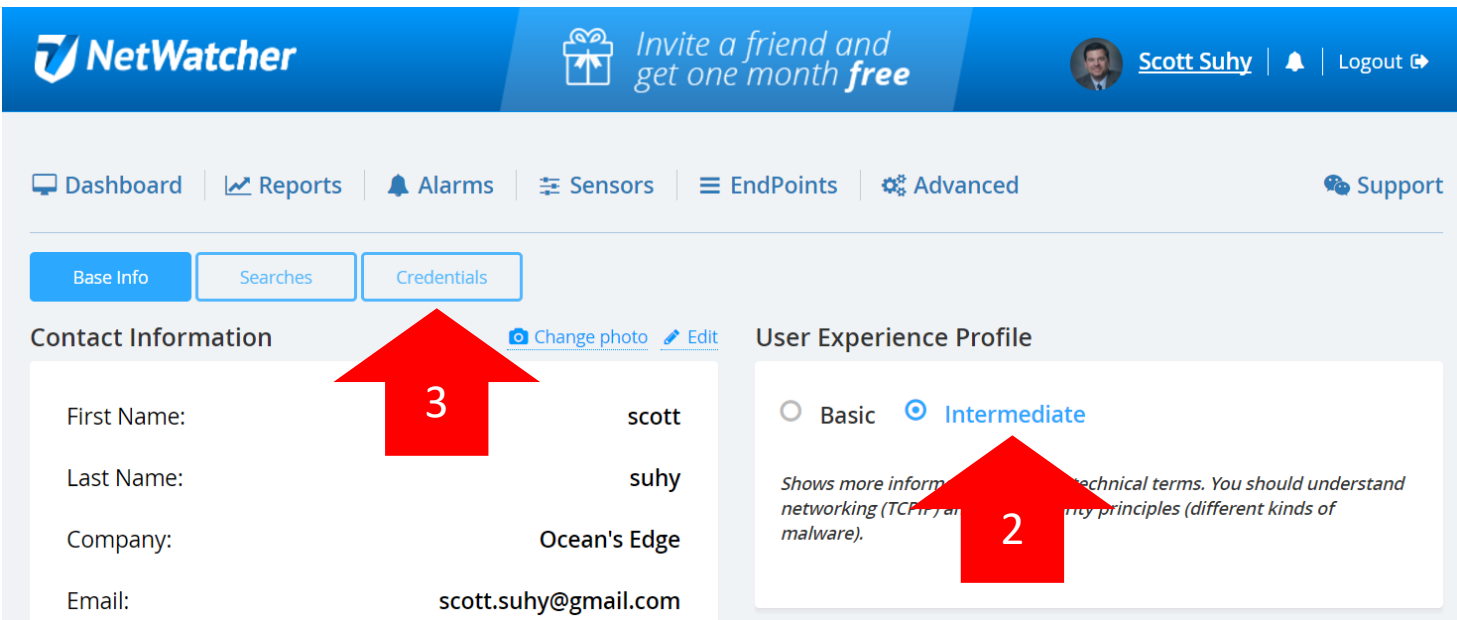 NetWatcher
Invite a friend and
get one month free
Scott Suhy
Logout
Dashboard
Reports
Alarms
Sensors
EndPoints
Advanced
Support
Base Info
Searches
Credentials
Contact Information
Change photo
Edit
User Experience Profile
3
First Name: scott
Last Name: suhy
Company: Ocean's Edge
Email: scott.suhy@gmail.com
Basic
Intermediate
Shows more technical terms. You should understand
networking principles (different kinds of
malware).
2